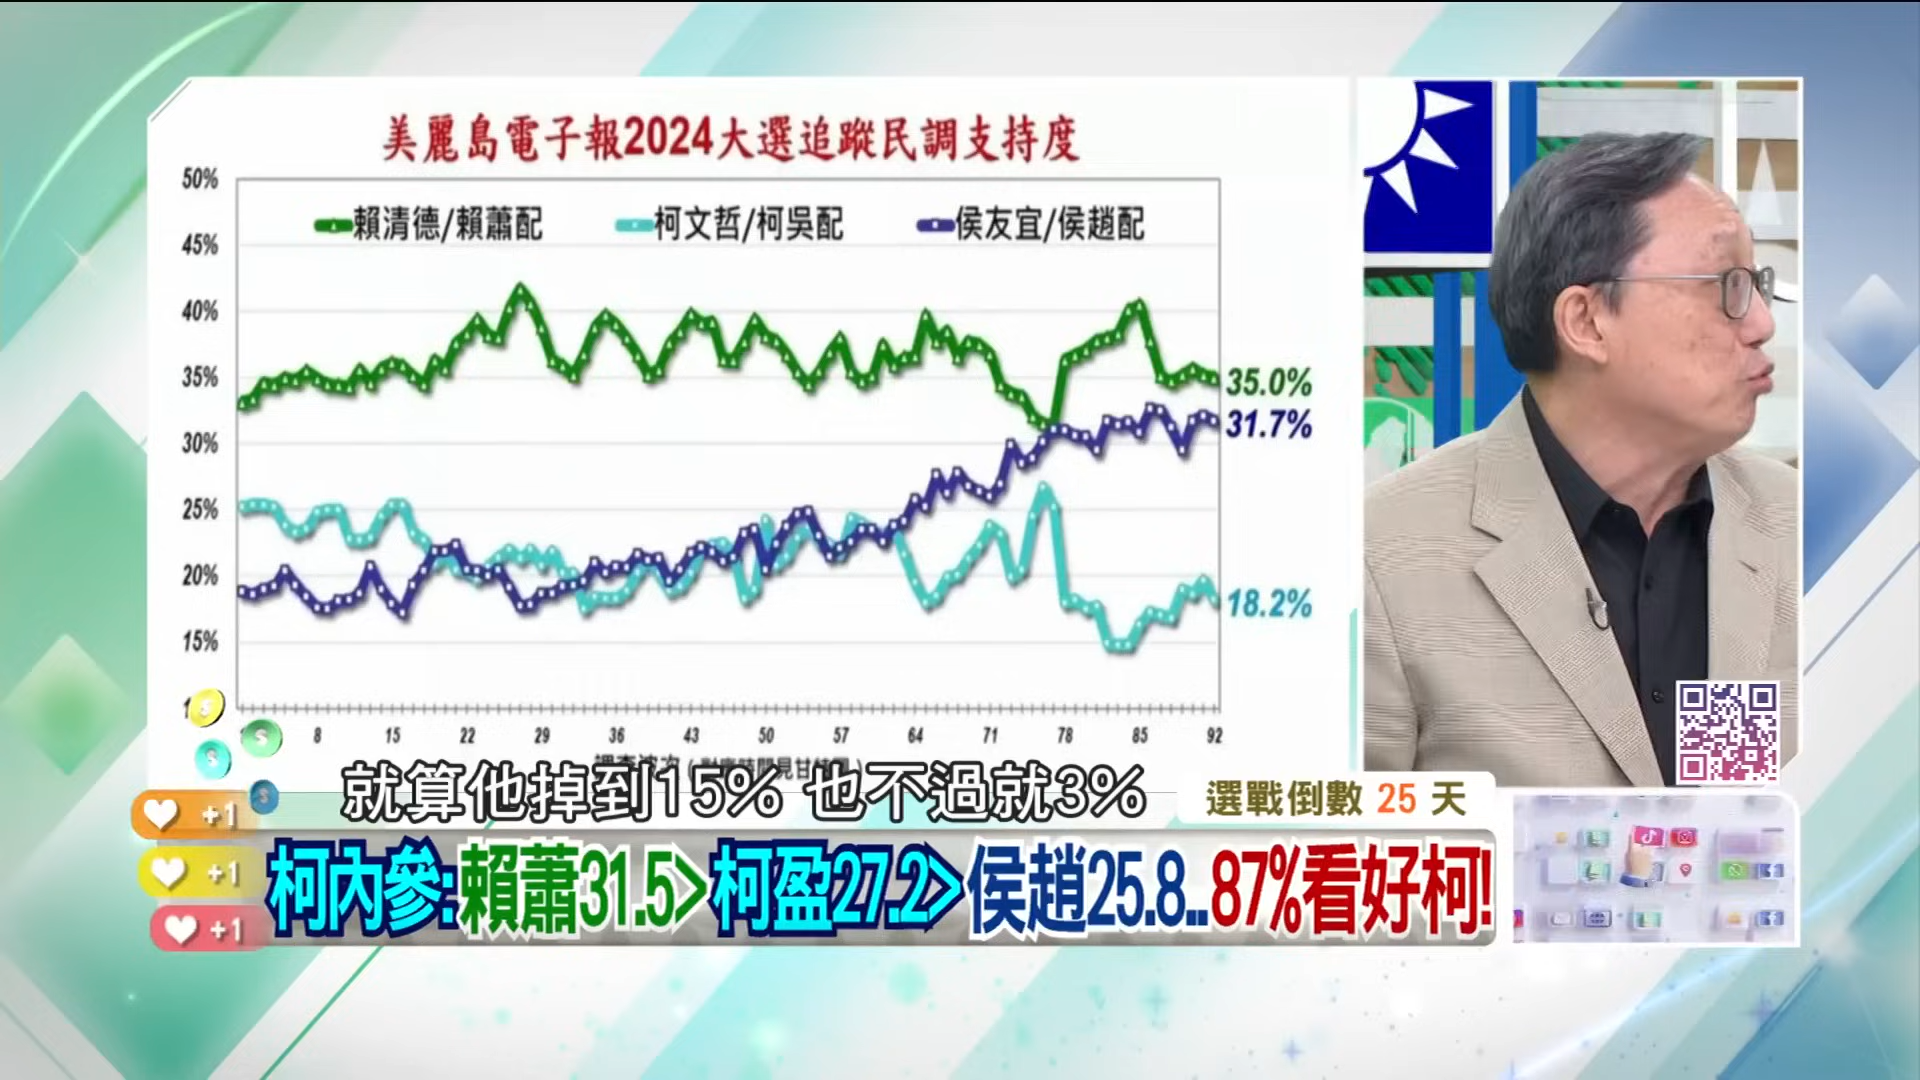 美麗島電子報2024大選追蹤民調支持度
50%
賴清德/賴蕭配 柯文哲/柯吳配 侯友宜/侯趙配
45%
40%
35%
35.0%
31.7%
30%
25%
20%
18.2%
15%
8 15 22 29 36 43 50 57 64 71 78 85 92
就算他掉到15% 也不過就3%
選戰倒數 25 天
+1
+1
+1
柯內參:賴蕭31.5>柯盈27.2>侯趙25.8..87%看好柯!